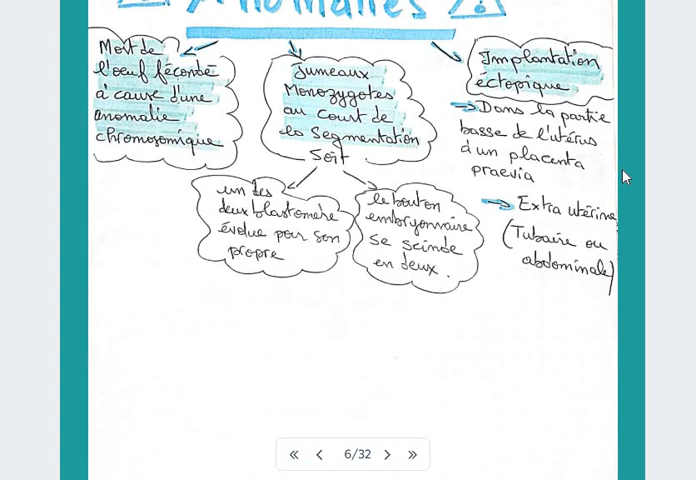 Anomalies
Mort de
l'oeuf fécondé
à cause d'une
anomalie
chromosomique
Jumeaux
Monozygotes
au court de
la Segmentation
Soit
un des
deux blastomère
évolue pour son
propre
le bouton
embryonnaire
se scinde
en deux.
Implantation
éctopique
Dans la partie
basse de l'utérus
d'un placenta
praevia
Extra utérine
(Tubaire ou
abdominale)
6/32